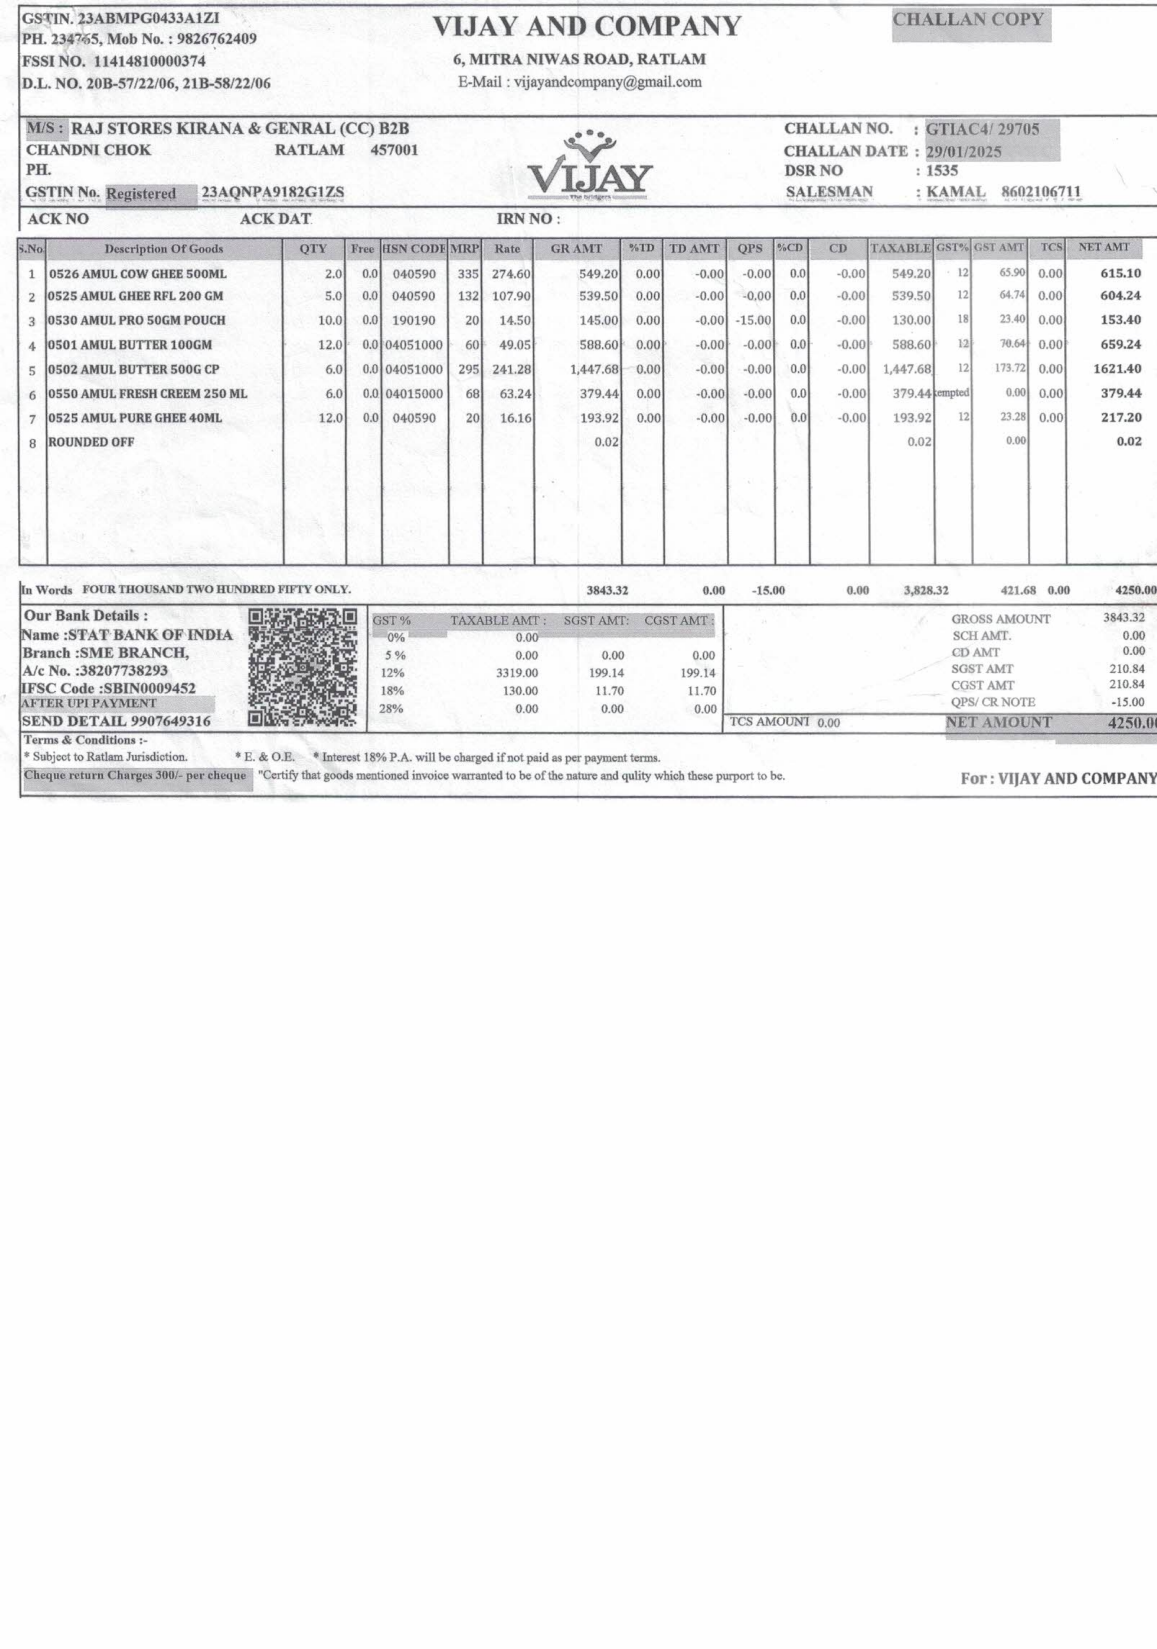 GSTIN. 23ABMPG0433A1ZI
PH. 234765, Mob No. : 9826762409
FSSI NO. 11414810000374
D.L. NO. 20B-57/22/06, 21B-58/22/06
VIJAY AND COMPANY
6, MITRA NIWAS ROAD, RATLAM
E-Mail : vijayandcompany@gmail.com
CHALLAN COPY
M/S : RAJ STORES KIRANA & GENRAL (CC) B2B
CHANDNI CHOK RATLAM 457001
PH.
GSTIN No. Registered 23AQNPA9182G1ZS
VIJAY
The bridgers
CHALLAN NO. : GTIAC4/ 29705
CHALLAN DATE : 29/01/2025
DSR NO : 1535
SALESMAN : KAMAL 8602106711
ACK NO ACK DAT IRN NO :
S.No. Description Of Goods QTY Free HSN CODE MRP Rate GR AMT %TD TD AMT QPS %CD CD TAXABLE GST% GST AMT TCS NET AMT
1 0526 AMUL COW GHEE 500ML 2.0 0.0 040590 335 274.60 549.20 0.00 -0.00 -0.00 0.0 -0.00 549.20 12 65.90 0.00 615.10
2 0525 AMUL GHEE RFL 200 GM 5.0 0.0 040590 132 107.90 539.50 0.00 -0.00 -0.00 0.0 -0.00 539.50 12 64.74 0.00 604.24
3 0530 AMUL PRO 50GM POUCH 10.0 0.0 190190 20 14.50 145.00 0.00 -0.00 -15.00 0.0 -0.00 130.00 18 23.40 0.00 153.40
4 0501 AMUL BUTTER 100GM 12.0 0.0 04051000 60 49.05 588.60 0.00 -0.00 -0.00 0.0 -0.00 588.60 12 70.64 0.00 659.24
5 0502 AMUL BUTTER 500G CP 6.0 0.0 04051000 295 241.28 1,447.68 0.00 -0.00 -0.00 0.0 -0.00 1,447.68 12 173.72 0.00 1621.40
6 0550 AMUL FRESH CREEM 250 ML 6.0 0.0 04015000 68 63.24 379.44 0.00 -0.00 -0.00 0.0 -0.00 379.44 tempted 0.00 0.00 379.44
7 0525 AMUL PURE GHEE 40ML 12.0 0.0 040590 20 16.16 193.92 0.00 -0.00 -0.00 0.0 -0.00 193.92 12 23.28 0.00 217.20
8 ROUNDED OFF 0.02 0.02 0.00 0.02
In Words FOUR THOUSAND TWO HUNDRED FIFTY ONLY. 3843.32 0.00 -15.00 0.00 3,828.32 421.68 0.00 4250.00
Our Bank Details :
Name :STAT BANK OF INDIA
Branch :SME BRANCH,
A/c No. :38207738293
IFSC Code :SBIN0009452
AFTER UPI PAYMENT
SEND DETAIL 9907649316
GST % TAXABLE AMT : SGST AMT: CGST AMT :
0% 0.00
5 % 0.00 0.00 0.00
12% 3319.00 199.14 199.14
18% 130.00 11.70 11.70
28% 0.00 0.00 0.00
GROSS AMOUNT 3843.32
SCH AMT. 0.00
CD AMT 0.00
SGST AMT 210.84
CGST AMT 210.84
QPS/ CR NOTE -15.00
TCS AMOUNT 0.00 NET AMOUNT 4250.00
Terms & Conditions :-
* Subject to Ratlam Jurisdiction. * E. & O.E. * Interest 18% P.A. will be charged if not paid as per payment terms.
Cheque return Charges 300/- per cheque "Certify that goods mentioned invoice warranted to be of the nature and qulity which these purport to be.
For : VIJAY AND COMPANY